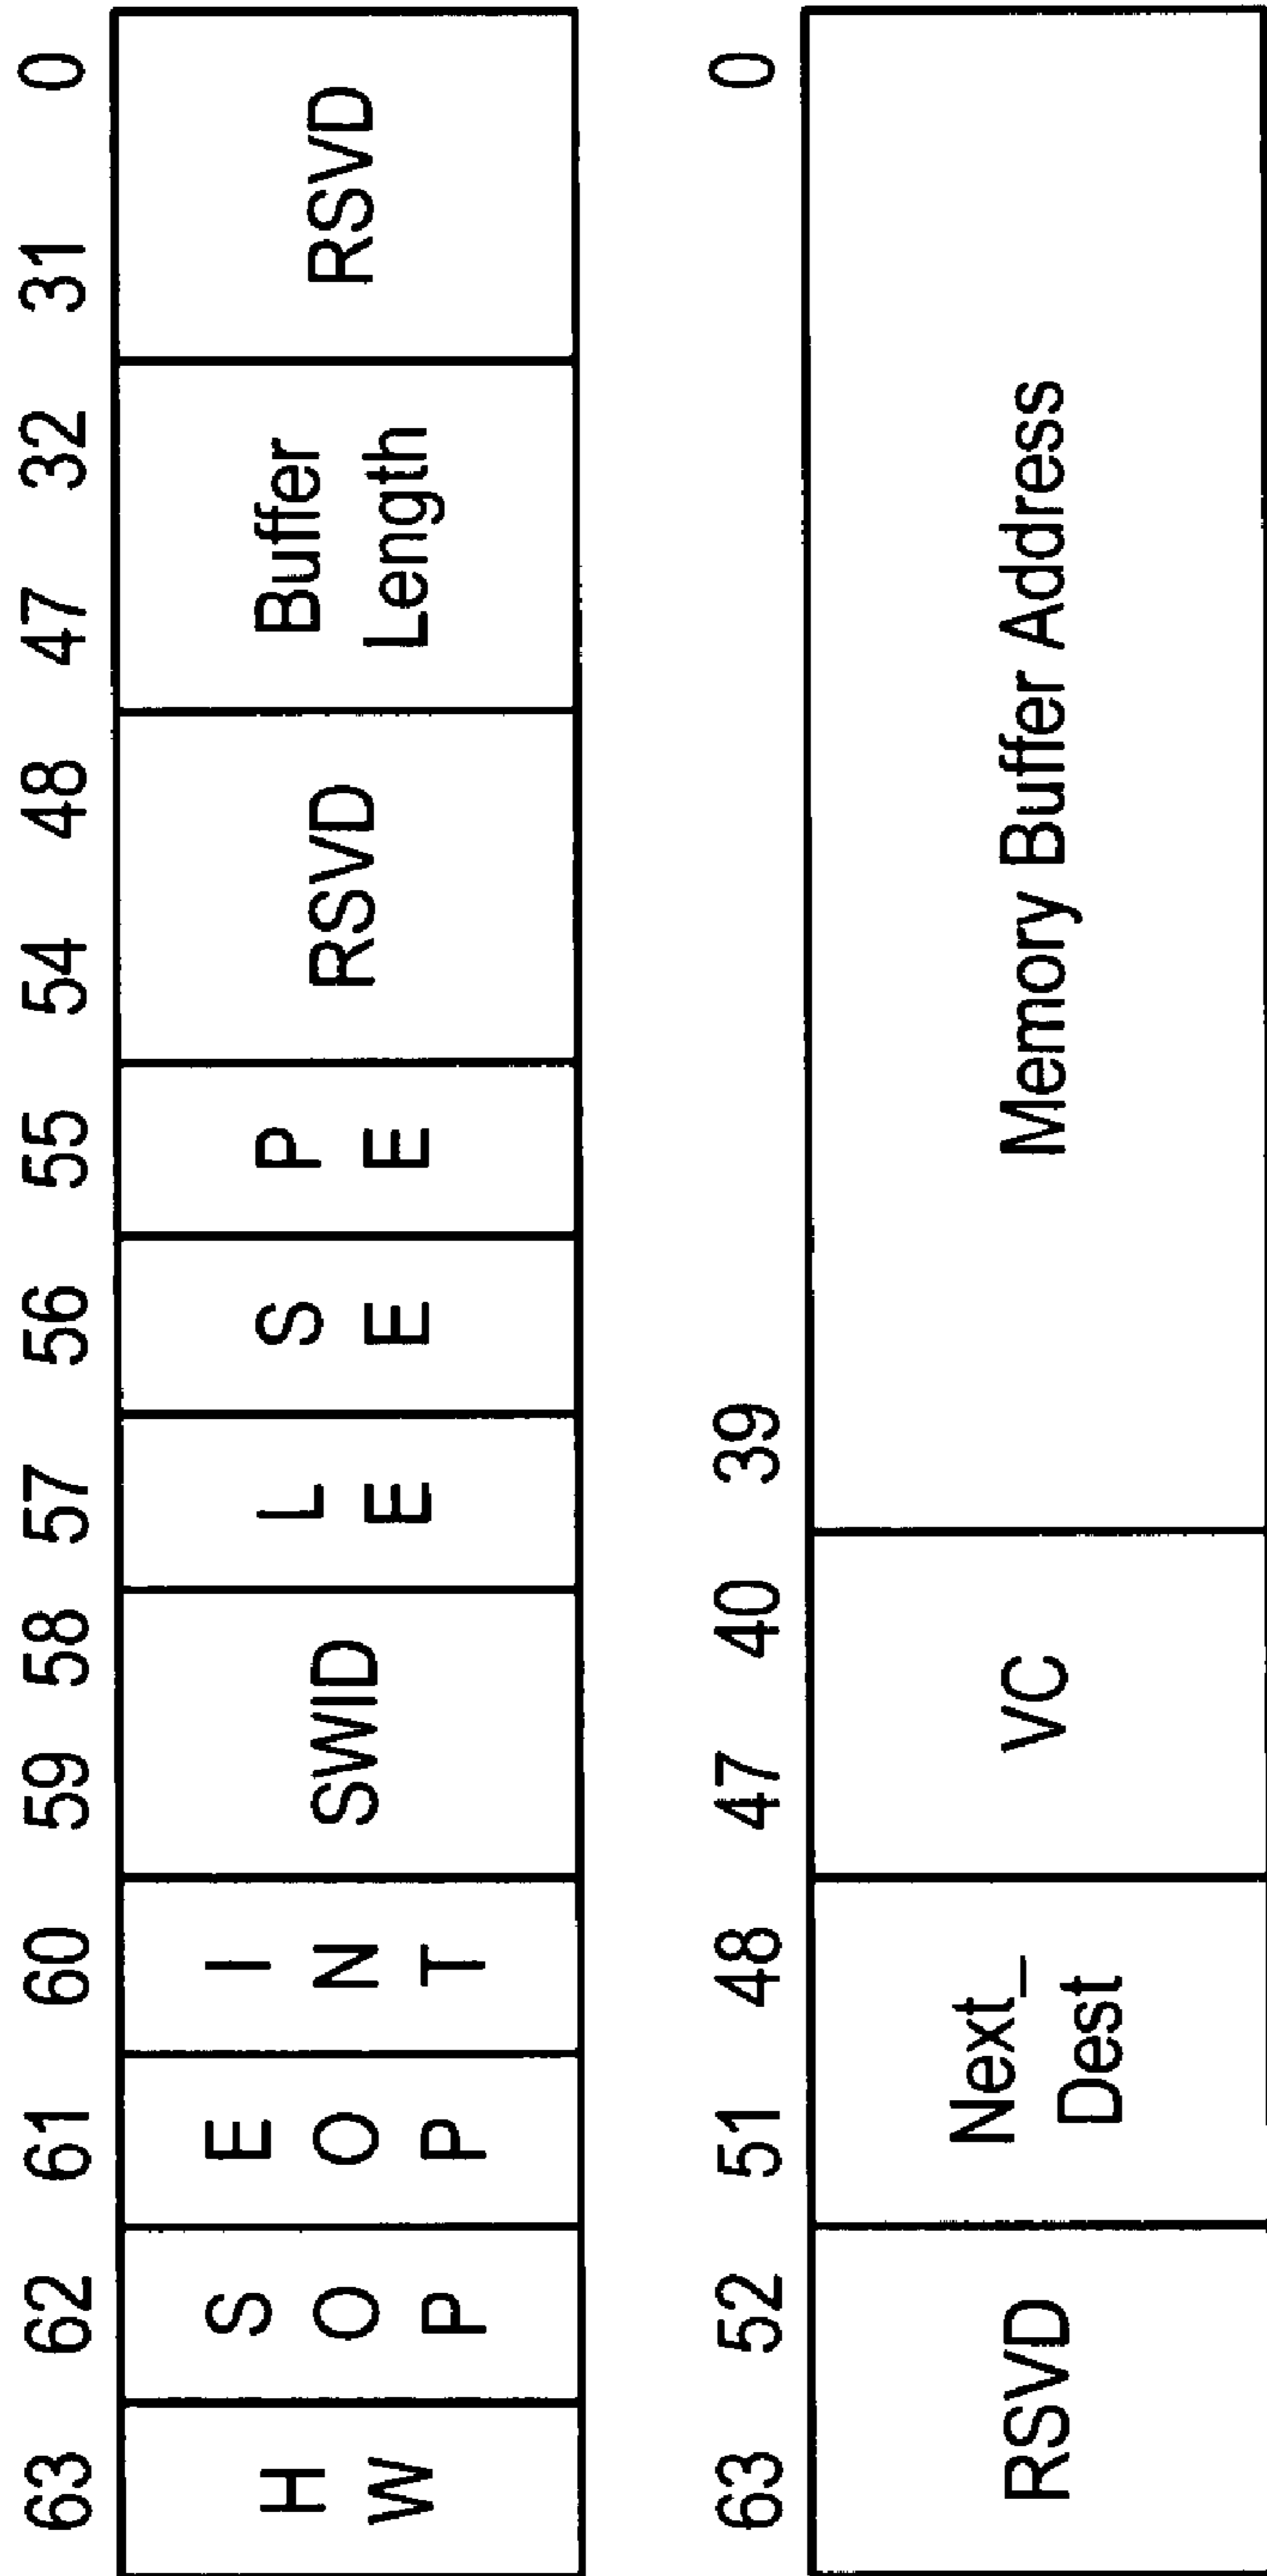 63 62 61 60 59 58 57 56 55 54 48 47 32 31 0
HW SOP EOP INT SWID LE SE PE RSVD Buffer Length RSVD
63 52 51 48 47 40 39 0
RSVD Next_ Dest VC Memory Buffer Address